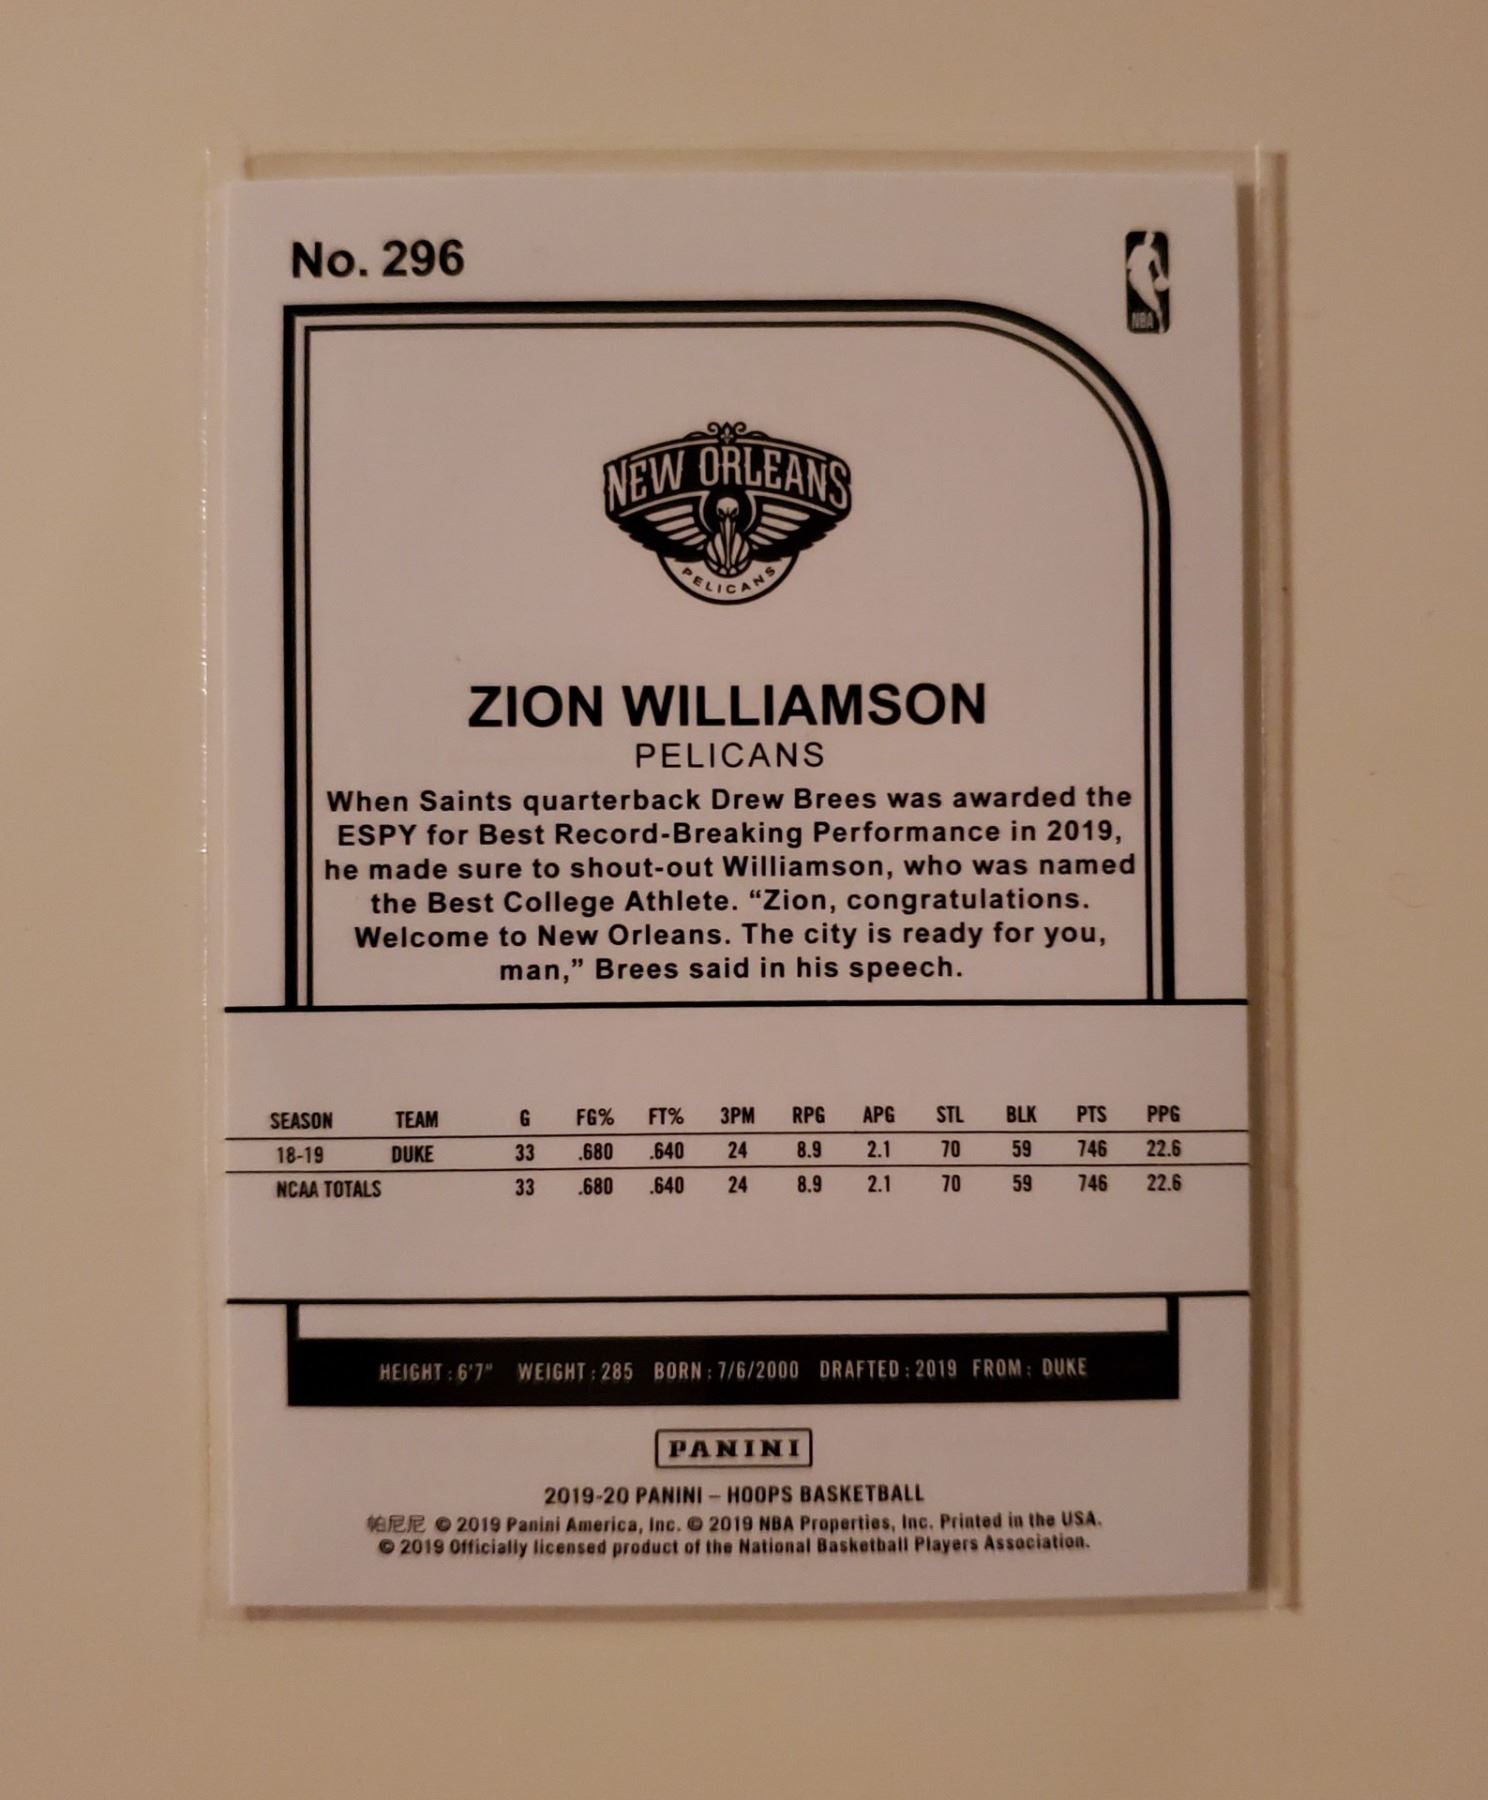 No. 296
NBA
NEW ORLEANS
PELICANS
ZION WILLIAMSON
PELICANS
When Saints quarterback Drew Brees was awarded the
ESPY for Best Record-Breaking Performance in 2019,
he made sure to shout-out Williamson, who was named
the Best College Athlete. “Zion, congratulations.
Welcome to New Orleans. The city is ready for you,
man,” Brees said in his speech.
SEASON TEAM G FG% FT% 3PM RPG APG STL BLK PTS PPG
18-19 DUKE 33 .680 .640 24 8.9 2.1 70 59 746 22.6
NCAA TOTALS 33 .680 .640 24 8.9 2.1 70 59 746 22.6
HEIGHT : 6'7" WEIGHT : 285 BORN : 7/6/2000 DRAFTED : 2019 FROM : DUKE
PANINI
2019-20 PANINI – HOOPS BASKETBALL
帕尼尼 © 2019 Panini America, Inc. © 2019 NBA Properties, Inc. Printed in the USA.
© 2019 Officially licensed product of the National Basketball Players Association.